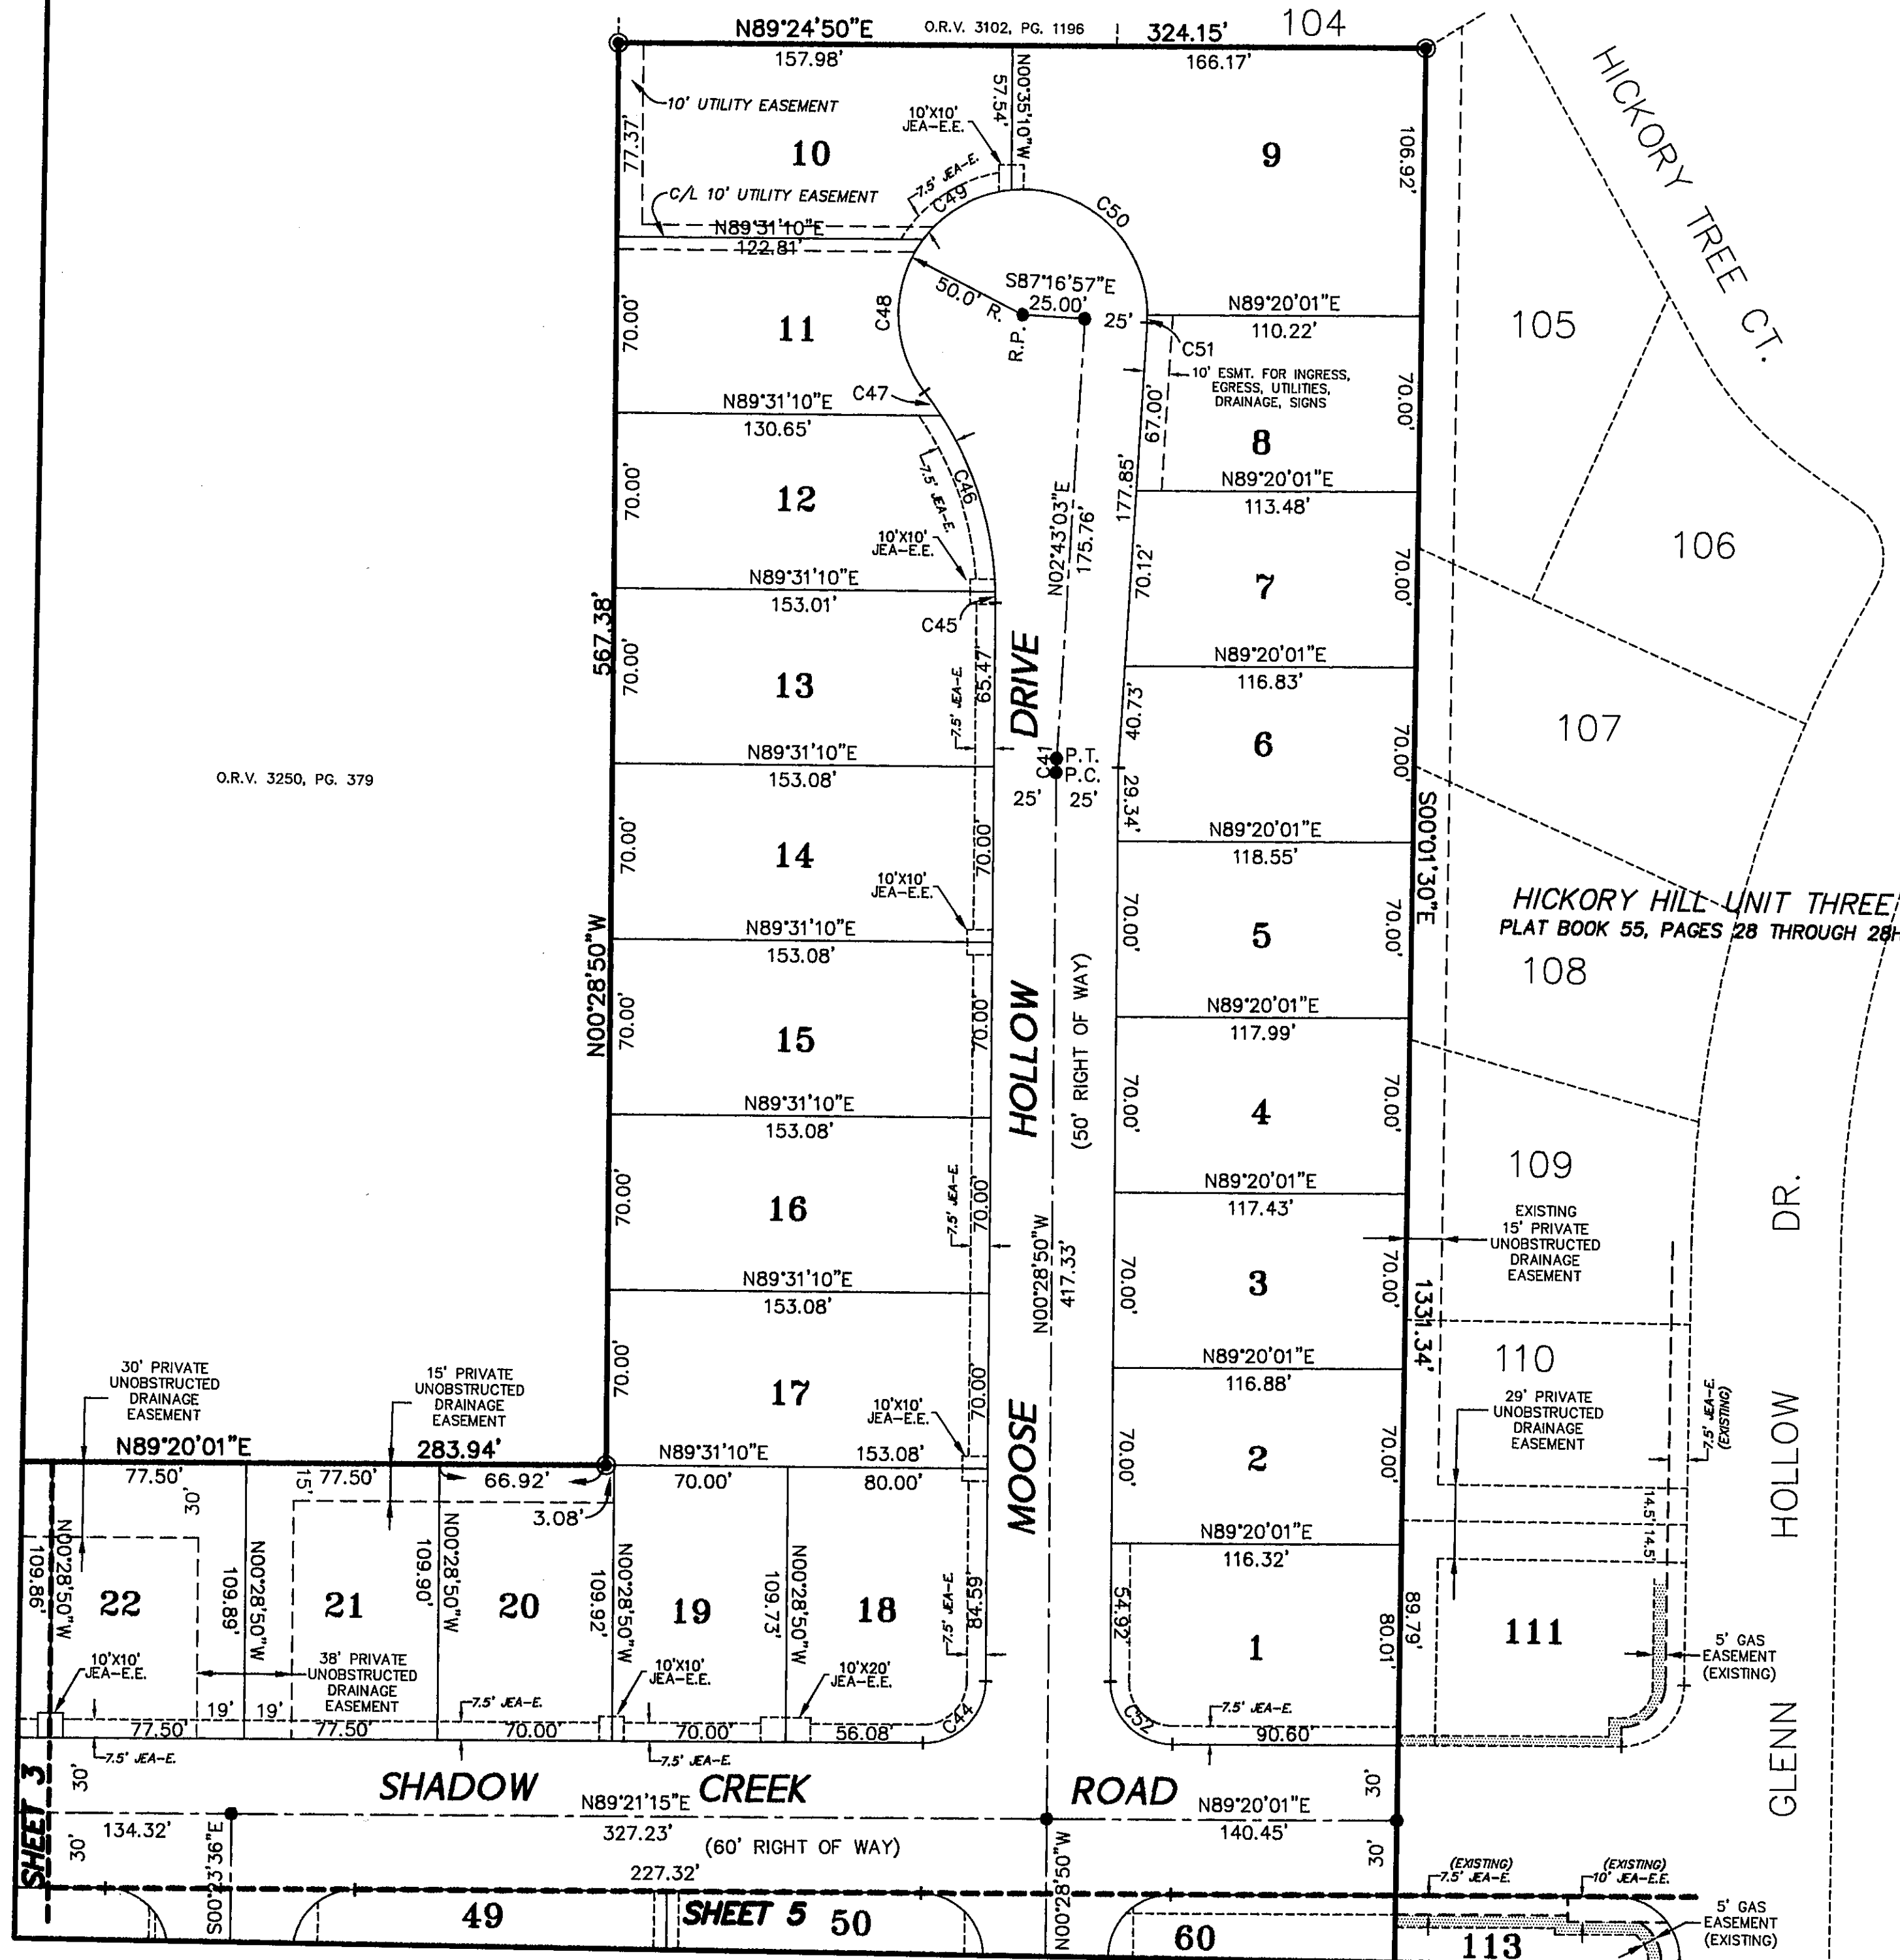 N89°24'50"E
O.R.V. 3102, PG. 1196
324.15'
104
157.98'
166.17'
HICKORY TREE CT.
10' UTILITY EASEMENT
77.37'
10
10'X10'
JEA-E.E.
N00°35'10"W
57.54'
9
106.92'
7.5' JEA-E.
C49
C50
C/L 10' UTILITY EASEMENT
N89°31'10"E
122.81'
50.0' R.
S87°16'57"E
25.00'
R.P.
25'
C48
70.00'
11
N89°20'01"E
110.22'
C51
105
10' ESMT. FOR INGRESS,
EGRESS, UTILITIES,
DRAINAGE, SIGNS
C47
N89°31'10"E
130.65'
67.00'
8
70.00'
70.00'
12
7.5' JEA-E.
C46
177.85'
N89°20'01"E
113.48'
N02°43'03"E
175.76'
10'X10'
JEA-E.E.
106
N89°31'10"E
153.01'
C45
70.12'
7
70.00'
567.38'
70.00'
13
7.5' JEA-E.
65.47'
DRIVE
N89°20'01"E
116.83'
40.73'
6
70.00'
107
N89°31'10"E
153.08'
C41
P.T.
P.C.
25'
25'
29.34'
O.R.V. 3250, PG. 379
S00°01'30"E
70.00'
14
70.00'
N89°20'01"E
118.55'
10'X10'
JEA-E.E.
HICKORY HILL UNIT THREE
PLAT BOOK 55, PAGES 28 THROUGH 28H
N00°28'50"W
N89°31'10"E
153.08'
70.00'
5
70.00'
108
70.00'
15
70.00'
HOLLOW
(50' RIGHT OF WAY)
N89°20'01"E
117.99'
N89°31'10"E
153.08'
70.00'
4
70.00'
109
70.00'
16
7.5' JEA-E.
70.00'
N89°20'01"E
117.43'
EXISTING
15' PRIVATE
UNOBSTRUCTED
DRAINAGE
EASEMENT
DR.
N00°28'50"W
417.33'
N89°31'10"E
153.08'
70.00'
3
70.00'
1331.34'
70.00'
17
70.00'
MOOSE
N89°20'01"E
116.88'
110
30' PRIVATE
UNOBSTRUCTED
DRAINAGE
EASEMENT
15' PRIVATE
UNOBSTRUCTED
DRAINAGE
EASEMENT
10'X10'
JEA-E.E.
29' PRIVATE
UNOBSTRUCTED
DRAINAGE
EASEMENT
7.5' JEA-E.
(EXISTING)
HOLLOW
N89°20'01"E
283.94'
N89°31'10"E
153.08'
70.00'
2
70.00'
77.50'
77.50'
66.92'
70.00'
80.00'
30'
15'
3.08'
14.5'
14.5'
N89°20'01"E
116.32'
109.86'
N00°28'50"W
22
109.89'
N00°28'50"W
21
109.90'
N00°28'50"W
20
109.92'
N00°28'50"W
19
109.73'
N00°28'50"W
18
7.5' JEA-E.
84.59'
54.92'
1
80.01'
89.79'
111
5' GAS
EASEMENT
(EXISTING)
10'X10'
JEA-E.E.
38' PRIVATE
UNOBSTRUCTED
DRAINAGE
EASEMENT
10'X10'
JEA-E.E.
10'X20'
JEA-E.E.
77.50'
19'
19'
77.50'
7.5' JEA-E.
70.00'
70.00'
56.08'
C44
C52
7.5' JEA-E.
90.60'
7.5' JEA-E.
7.5' JEA-E.
GLENN
SHEET 3
30'
SHADOW CREEK ROAD
30'
N89°21'15"E
N89°20'01"E
134.32'
327.23'
140.45'
30'
(60' RIGHT OF WAY)
30'
S00°23'36"E
227.32'
N00°28'50"W
(EXISTING)
7.5' JEA-E.
(EXISTING)
10' JEA-E.E.
49
SHEET 5
50
60
113
5' GAS
EASEMENT
(EXISTING)